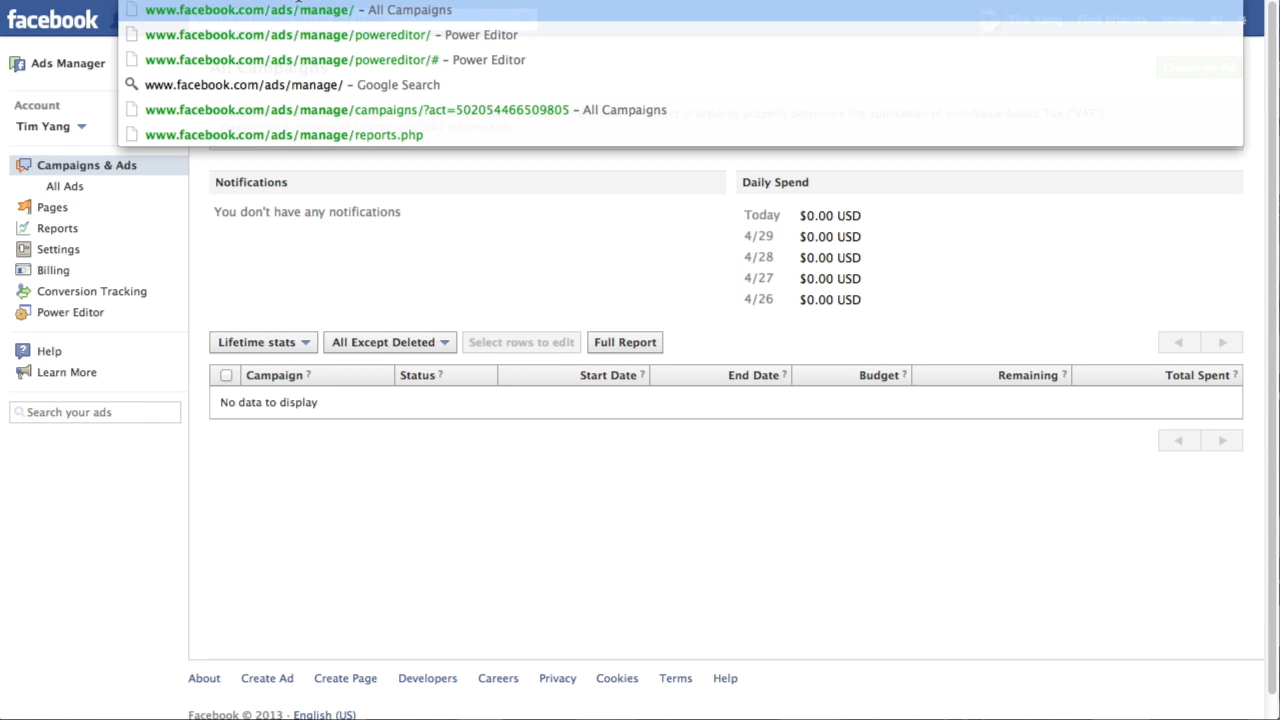 facebook
www.facebook.com/ads/manage/ - All Campaigns
www.facebook.com/ads/manage/powereditor/ - Power Editor
www.facebook.com/ads/manage/powereditor/# - Power Editor
www.facebook.com/ads/manage/ - Google Search
www.facebook.com/ads/manage/campaigns/?act=502054466509805 - All Campaigns
www.facebook.com/ads/manage/reports.php
Ads Manager
Account
Tim Yang
Campaigns & Ads
All Ads
Pages
Reports
Settings
Billing
Conversion Tracking
Power Editor
Help
Learn More
Search your ads
Notifications
You don't have any notifications
Daily Spend
Today $0.00 USD
4/29 $0.00 USD
4/28 $0.00 USD
4/27 $0.00 USD
4/26 $0.00 USD
Lifetime stats All Except Deleted Select rows to edit Full Report
Campaign ? Status ? Start Date ? End Date ? Budget ? Remaining ? Total Spent ?
No data to display
About Create Ad Create Page Developers Careers Privacy Cookies Terms Help
Facebook © 2013 · English (US)